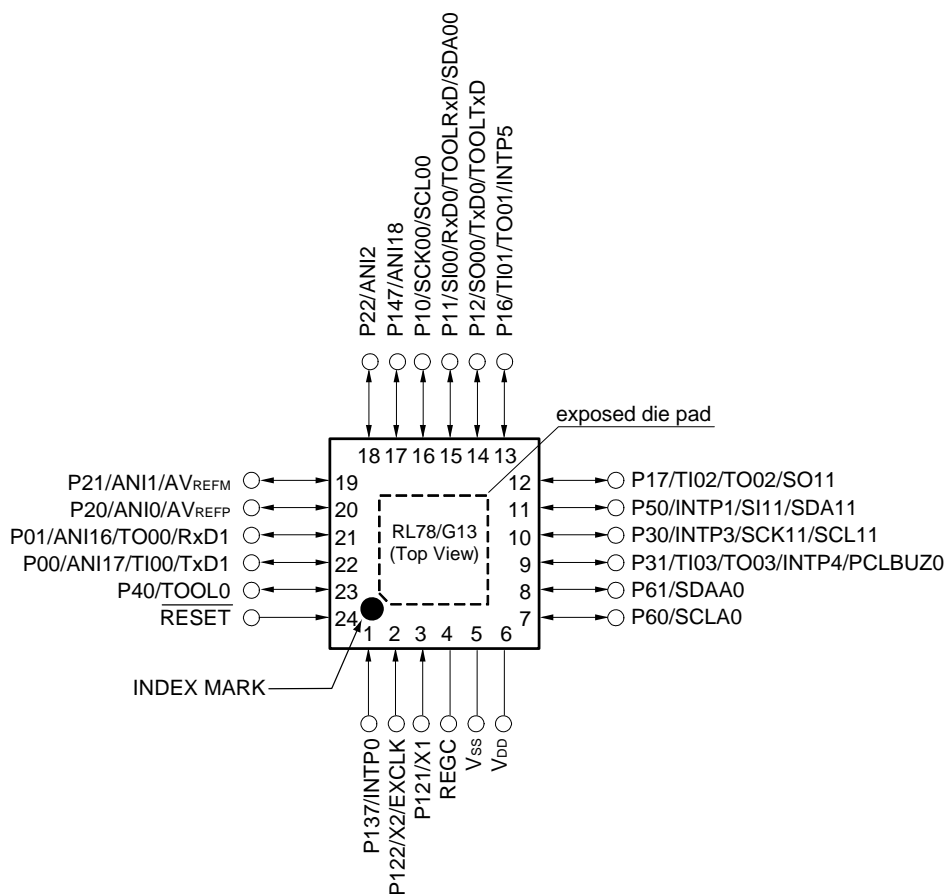 P22/ANI2
P147/ANI18
P10/SCK00/SCL00
P11/SI00/RxD0/TOOLRxD/SDA00
P12/SO00/TxD0/TOOLTxD
P16/TI01/TO01/INTP5
exposed die pad
18 17 16 15 14 13
P21/ANI1/AVREFM 19
P20/ANI0/AVREFP 20
P01/ANI16/TO00/RxD1 21
P00/ANI17/TI00/TxD1 22
P40/TOOL0 23
RESET 24
RL78/G13
(Top View)
12 P17/TI02/TO02/SO11
11 P50/INTP1/SI11/SDA11
10 P30/INTP3/SCK11/SCL11
9 P31/TI03/TO03/INTP4/PCLBUZ0
8 P61/SDAA0
7 P60/SCLA0
1 2 3 4 5 6
INDEX MARK
P137/INTP0
P122/X2/EXCLK
P121/X1
REGC
VSS
VDD